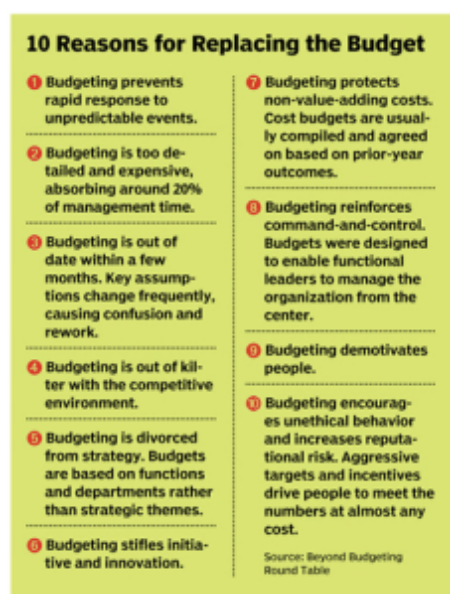 10 Reasons for Replacing the Budget
1 Budgeting prevents
rapid response to
unpredictable events.
2 Budgeting is too de-
tailed and expensive,
absorbing around 20%
of management time.
3 Budgeting is out of
date within a few
months. Key assump-
tions change frequently,
causing confusion and
rework.
4 Budgeting is out of kil-
ter with the competitive
environment.
5 Budgeting is divorced
from strategy. Budgets
are based on functions
and departments rather
than strategic themes.
6 Budgeting stifles initia-
tive and innovation.
7 Budgeting protects
non-value-adding costs.
Cost budgets are usual-
ly compiled and agreed
on based on prior-year
outcomes.
8 Budgeting reinforces
command-and-control.
Budgets were designed
to enable functional
leaders to manage the
organization from the
center.
9 Budgeting demotivates
people.
10 Budgeting encourag-
es unethical behavior
and increases reputa-
tional risk. Aggressive
targets and incentives
drive people to meet the
numbers at almost any
cost.
Source: Beyond Budgeting
Round Table